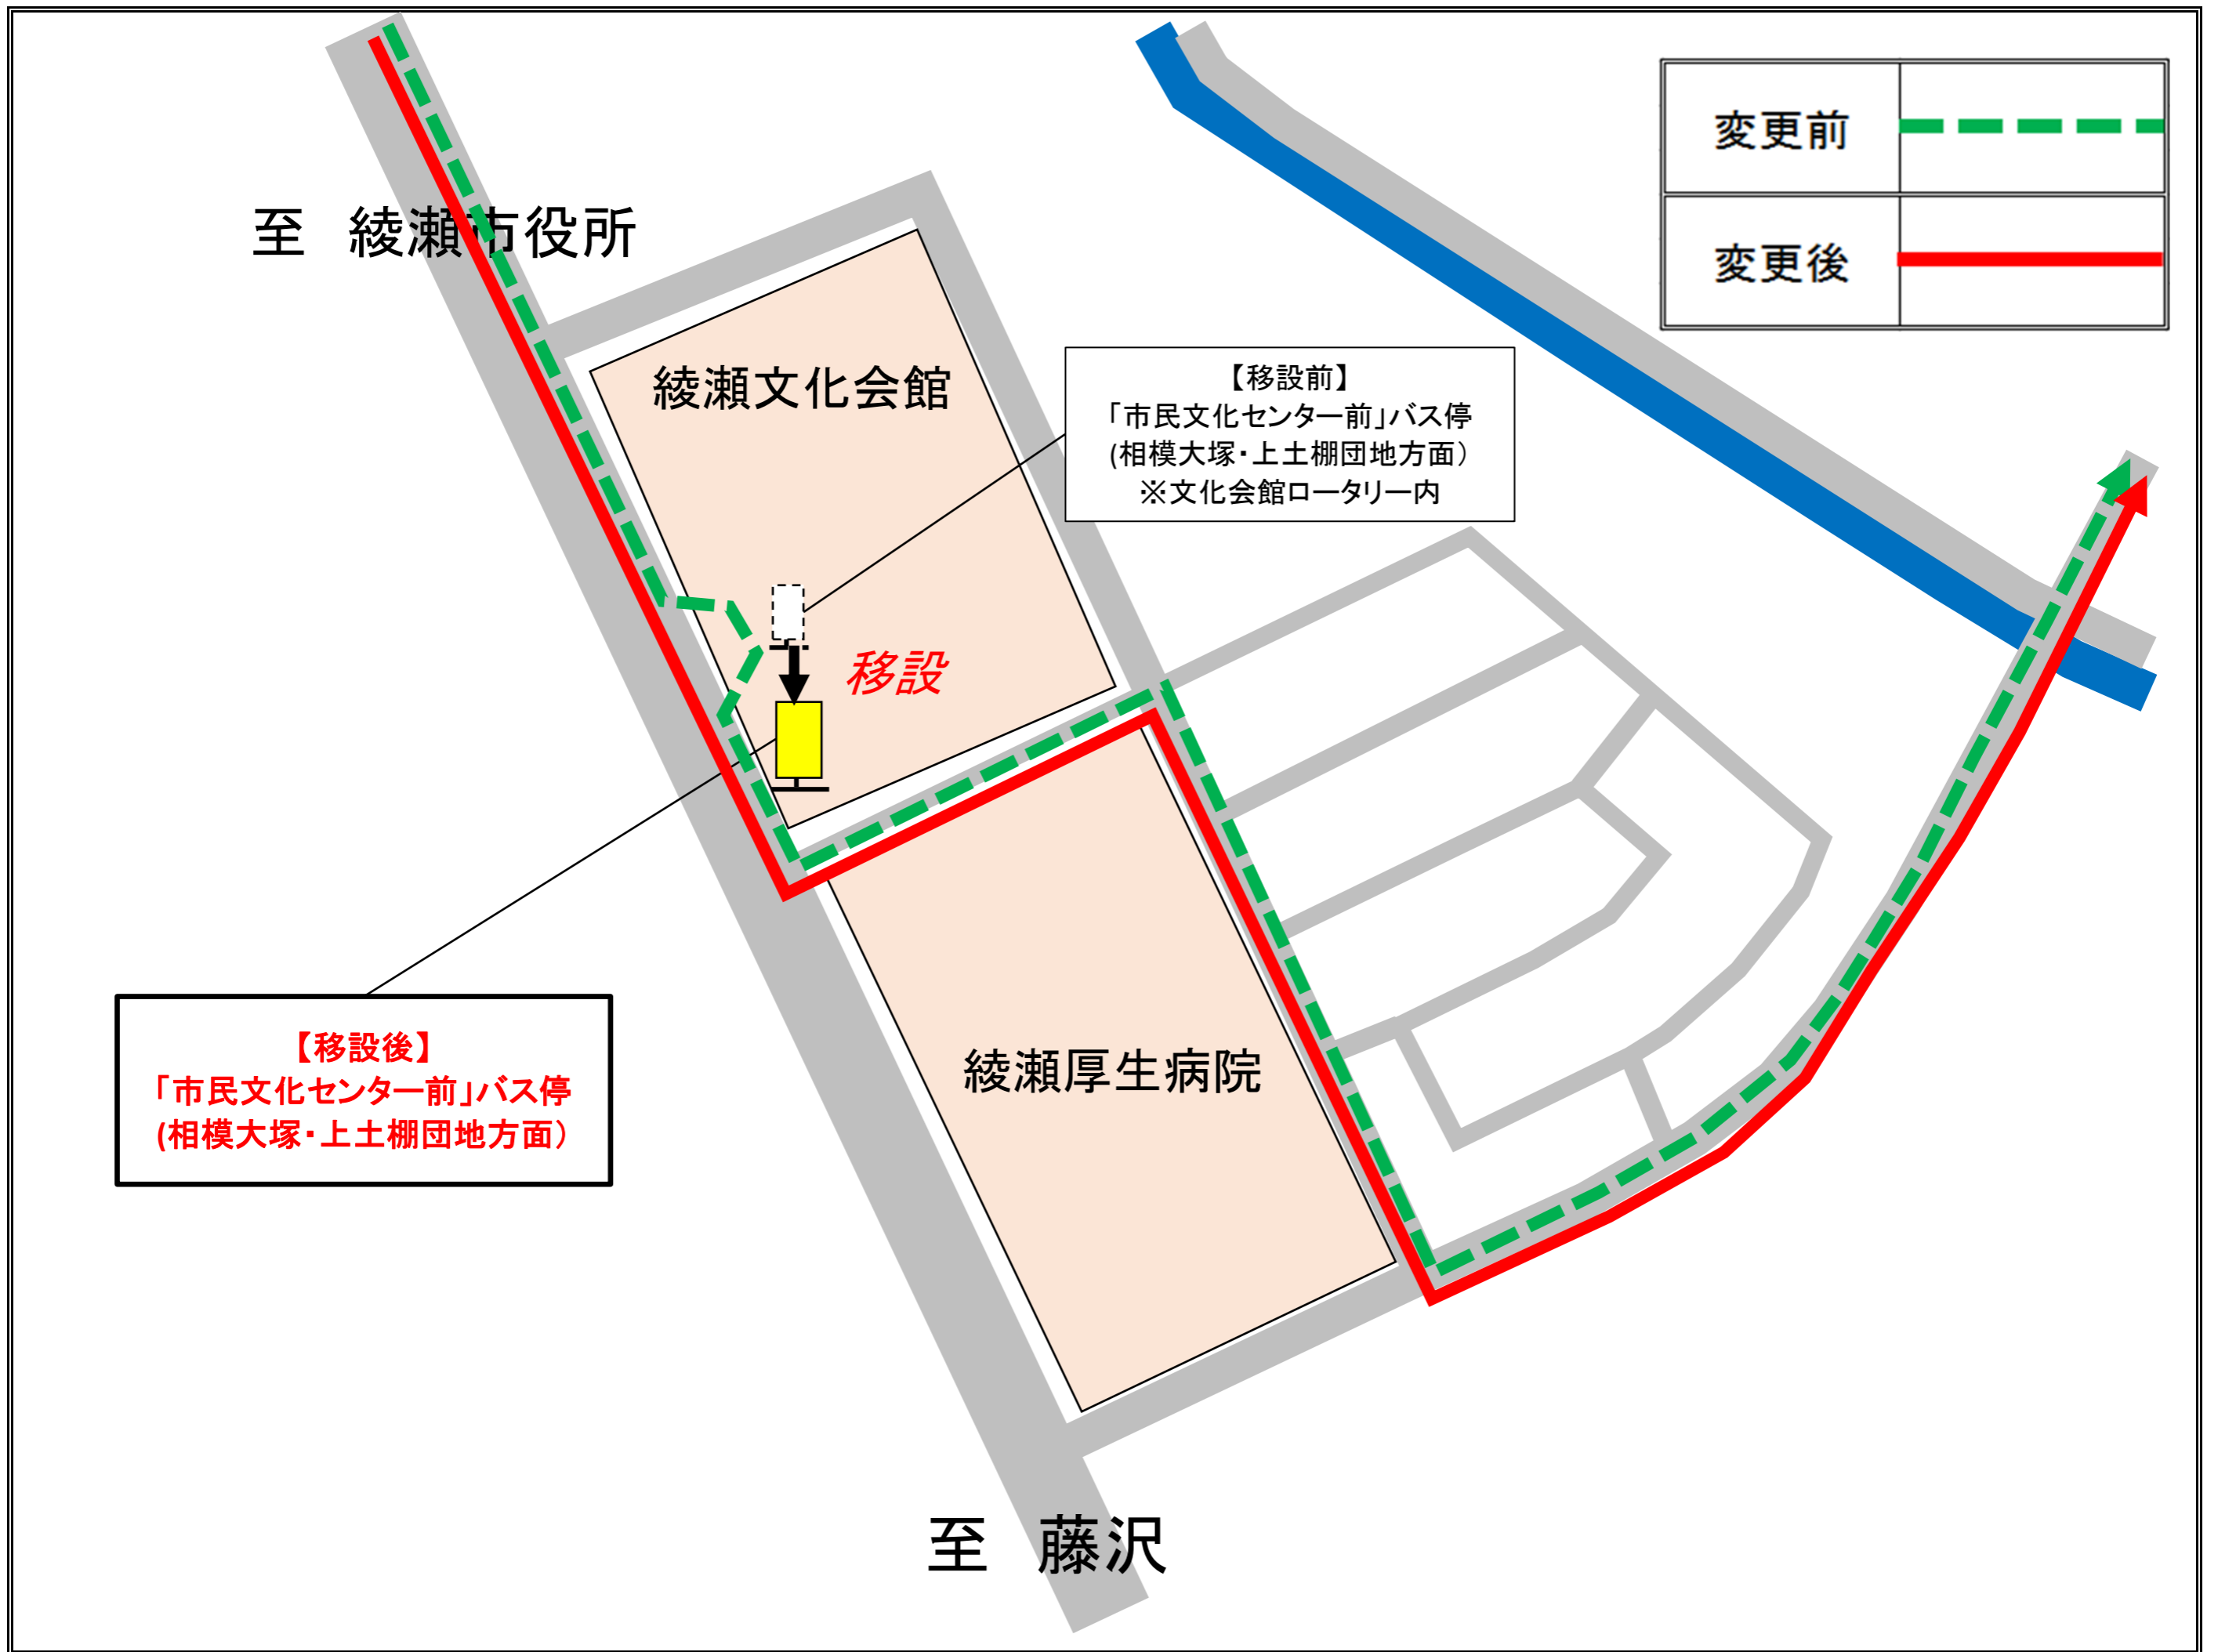 変更前
変更後
至　綾瀬市役所
綾瀬文化会館
【移設前】
「市民文化センター前」バス停
(相模大塚・上土棚団地方面）
※文化会館ロータリー内
移設
【移設後】
「市民文化センター前」バス停
(相模大塚・上土棚団地方面）
綾瀬厚生病院
至　藤沢